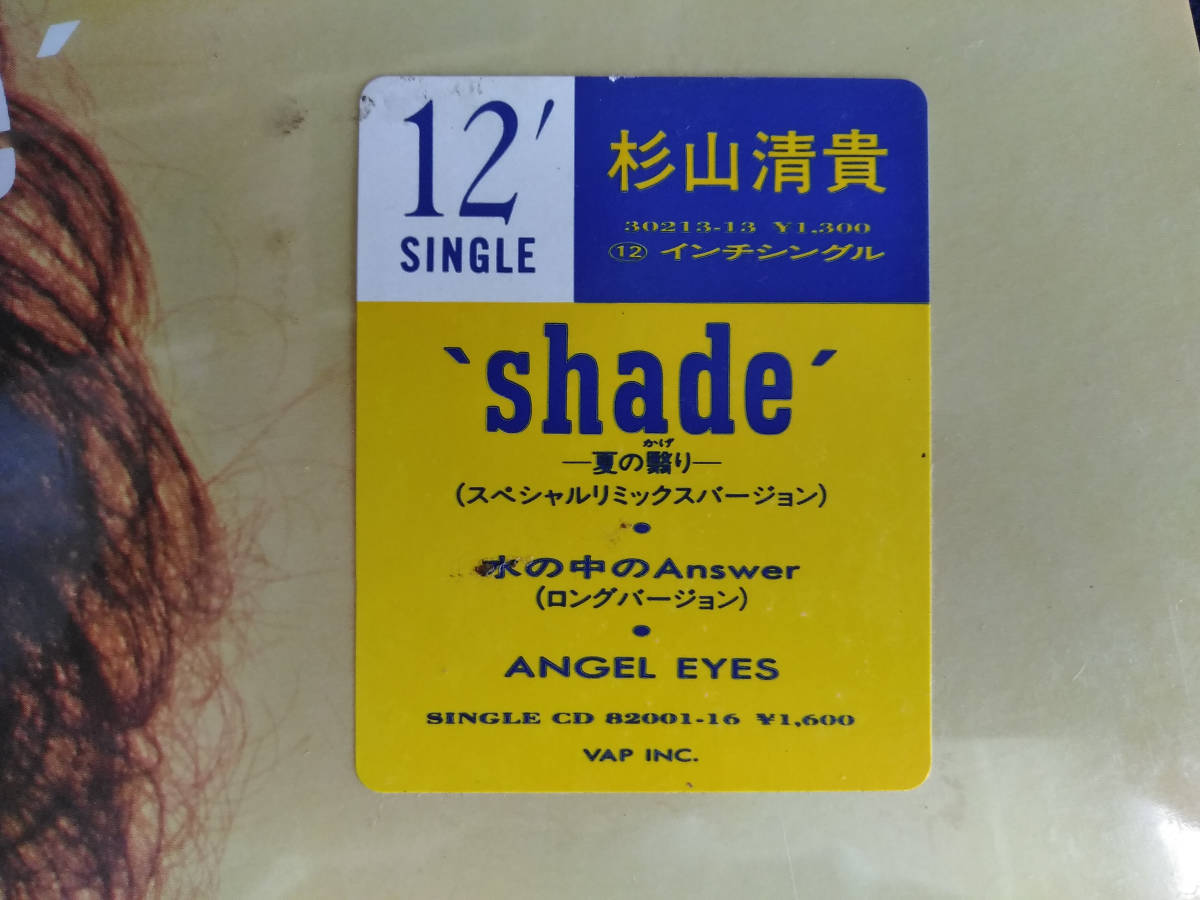 12′
SINGLE
杉山清貴
30213-13 ¥1,300
⑫ インチシングル
‵shade′
かげ
―夏の翳り―
(スペシャルリミックスバージョン)
●
水の中のAnswer
(ロングバージョン)
●
ANGEL EYES
SINGLE CD 82001-16 ¥1,600
VAP INC.